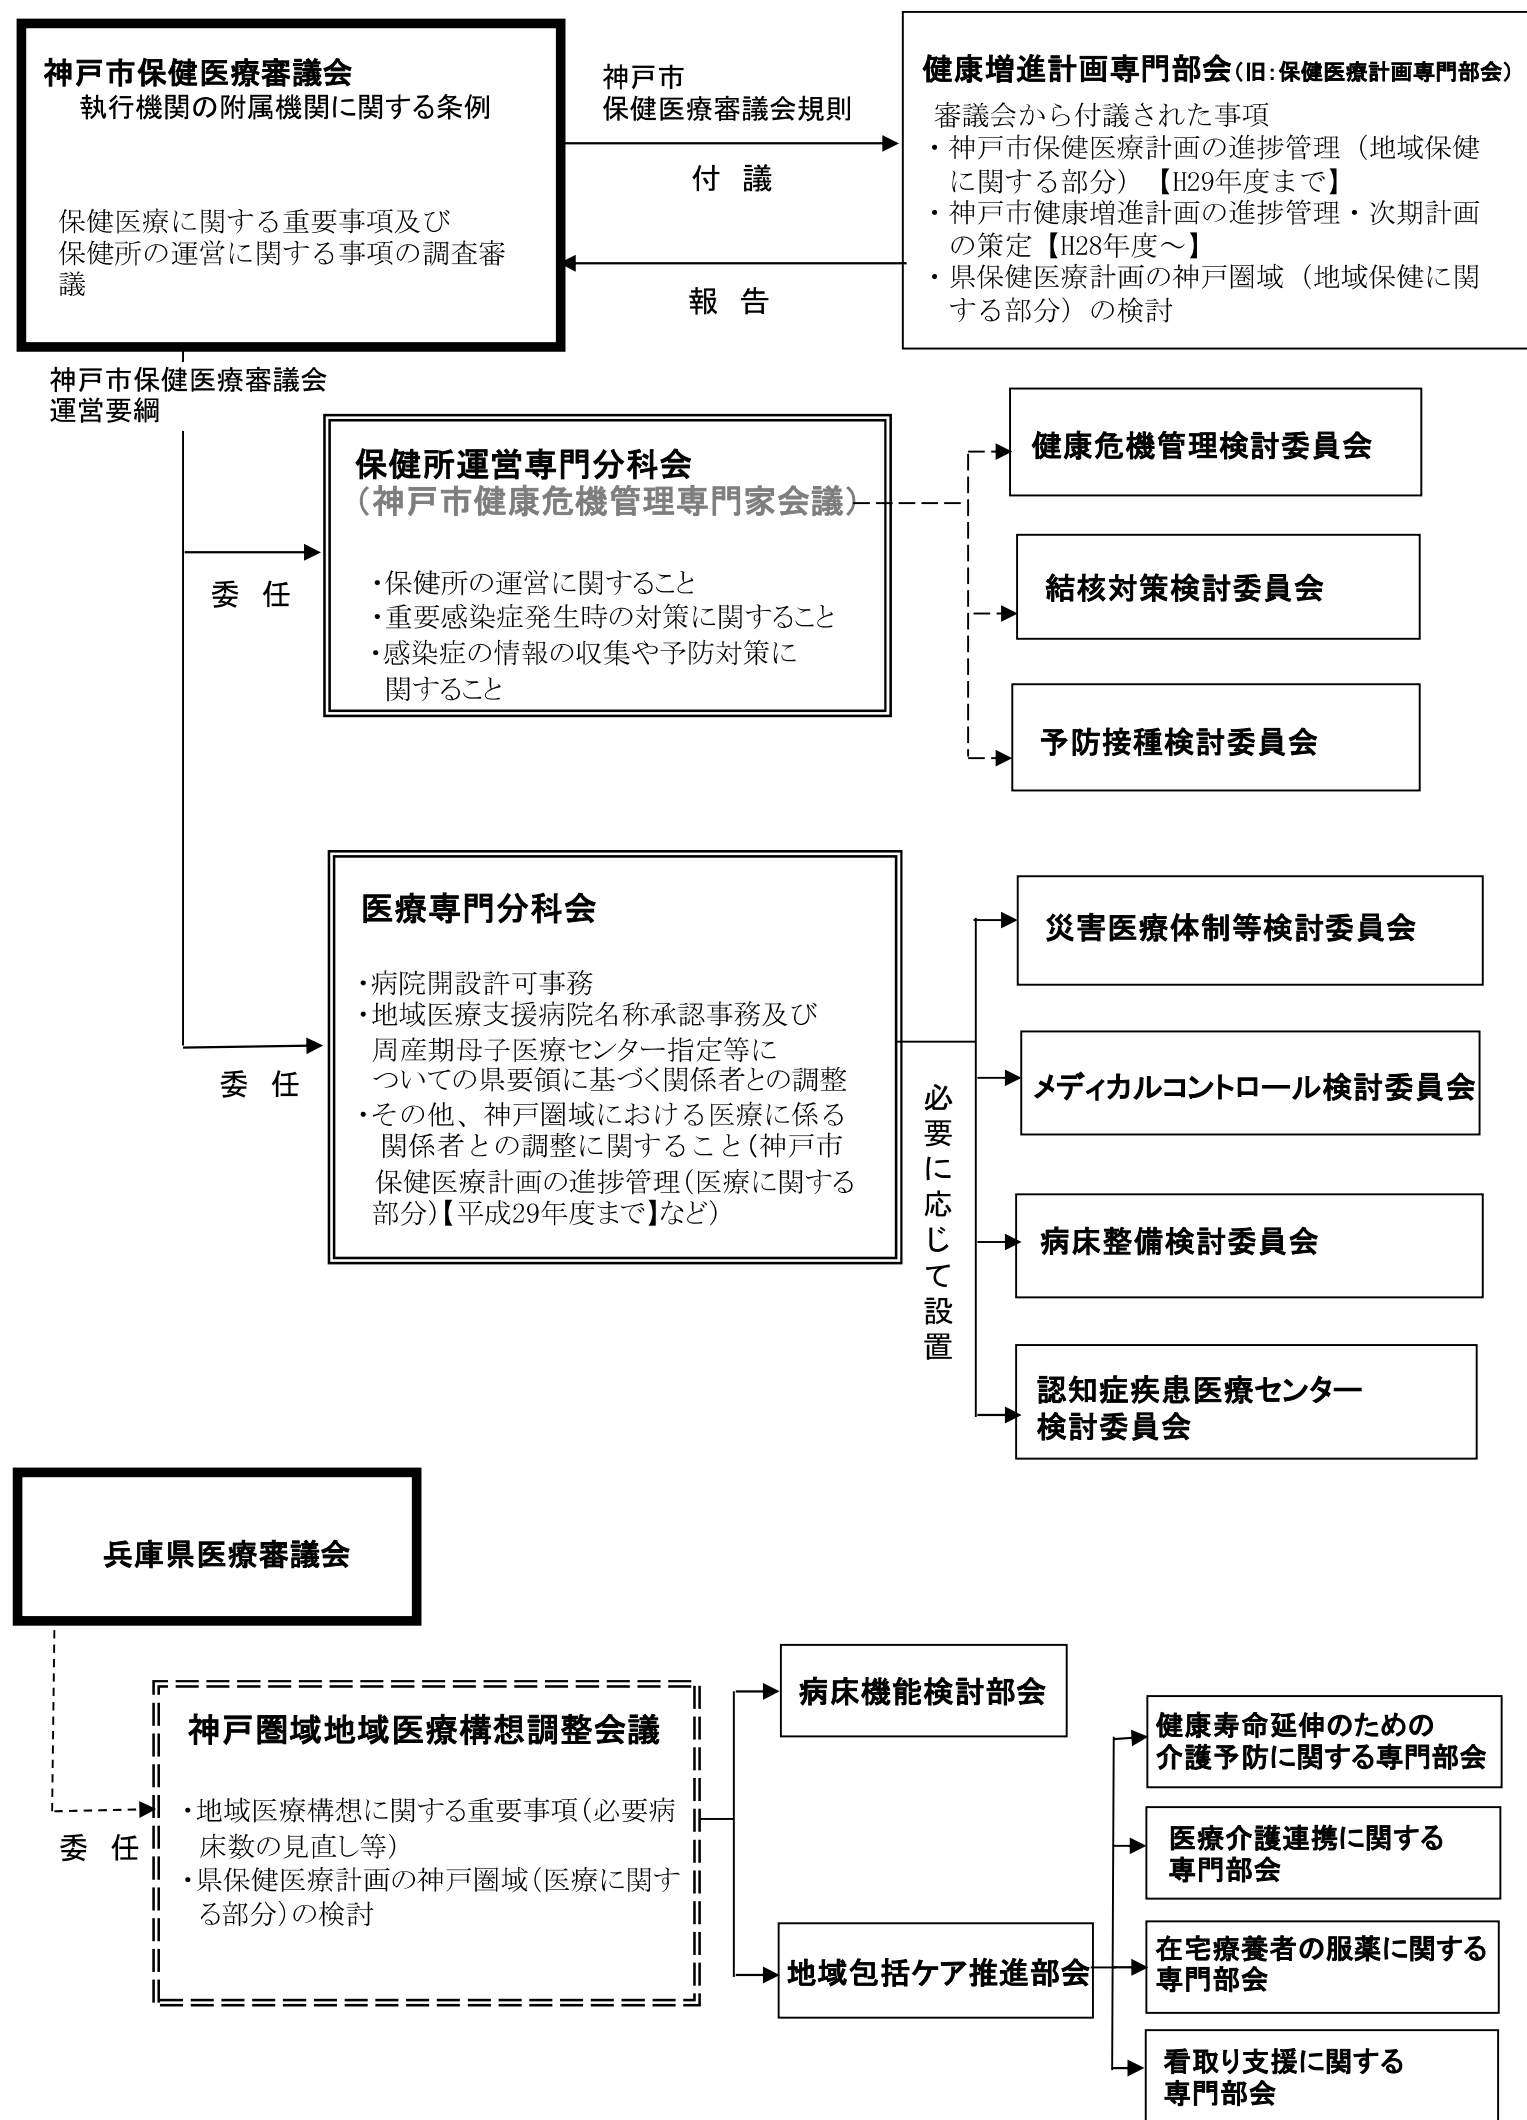 神戸市保健医療審議会
執行機関の附属機関に関する条例
保健医療に関する重要事項及び
保健所の運営に関する事項の調査審
議
神戸市
保健医療審議会規則
付 議
報 告
健康増進計画専門部会(旧:保健医療計画専門部会)
審議会から付議された事項
・神戸市保健医療計画の進捗管理（地域保健
に関する部分）【H29年度まで】
・神戸市健康増進計画の進捗管理・次期計画
の策定【H28年度～】
・県保健医療計画の神戸圏域（地域保健に関
する部分）の検討
神戸市保健医療審議会
運営要綱
委 任
保健所運営専門分科会
(神戸市健康危機管理専門家会議)
・保健所の運営に関すること
・重要感染症発生時の対策に関すること
・感染症の情報の収集や予防対策に
関すること
健康危機管理検討委員会
結核対策検討委員会
予防接種検討委員会
委 任
医療専門分科会
・病院開設許可事務
・地域医療支援病院名称承認事務及び
周産期母子医療センター指定等に
ついての県要領に基づく関係者との調整
・その他、神戸圏域における医療に係る
関係者との調整に関すること(神戸市
保健医療計画の進捗管理(医療に関する
部分)【平成29年度まで】など)
必要に応じて設置
災害医療体制等検討委員会
メディカルコントロール検討委員会
病床整備検討委員会
認知症疾患医療センター
検討委員会
兵庫県医療審議会
委 任
神戸圏域地域医療構想調整会議
・地域医療構想に関する重要事項(必要病
床数の見直し等)
・県保健医療計画の神戸圏域(医療に関す
る部分)の検討
病床機能検討部会
地域包括ケア推進部会
健康寿命延伸のための
介護予防に関する専門部会
医療介護連携に関する
専門部会
在宅療養者の服薬に関する
専門部会
看取り支援に関する
専門部会